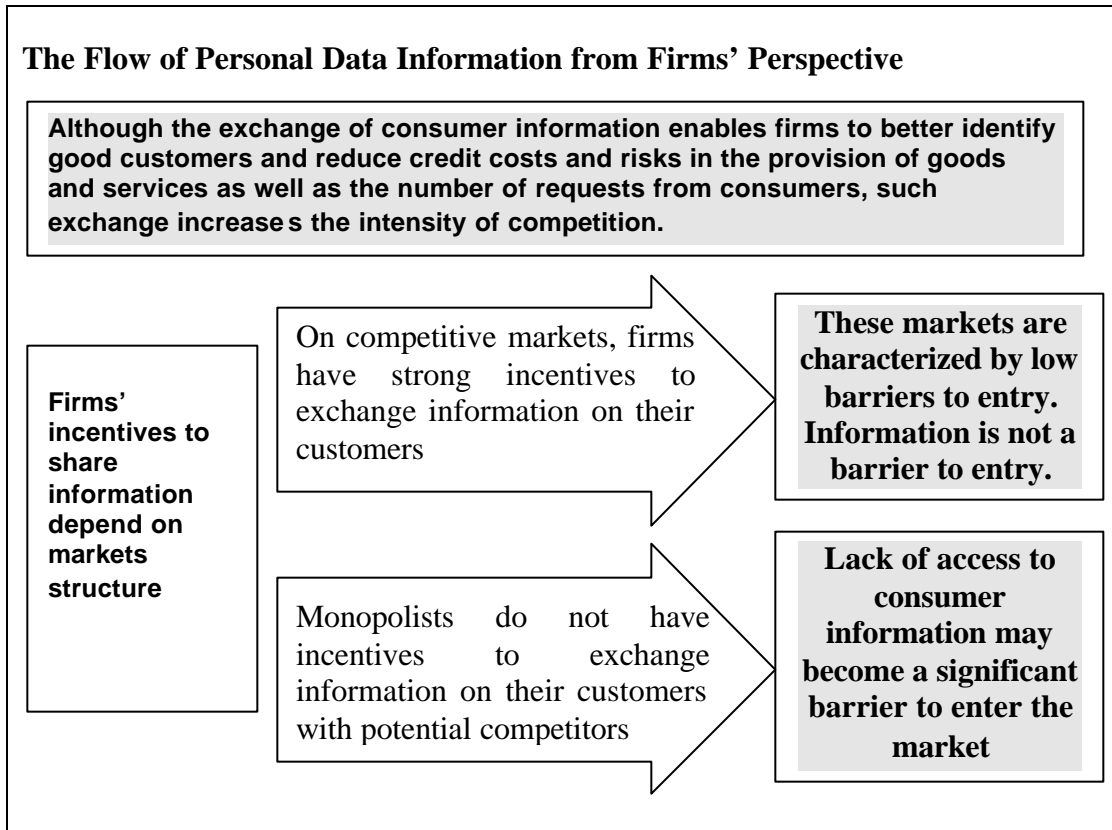 The Flow of Personal Data Information from Firms’ Perspective
Although the exchange of consumer information enables firms to better identify
good customers and reduce credit costs and risks in the provision of goods
and services as well as the number of requests from consumers, such
exchange increases the intensity of competition.
Firms’
incentives to
share
information
depend on
markets
structure
On competitive markets, firms
have strong incentives to
exchange information on their
customers
These markets are
characterized by low
barriers to entry.
Information is not a
barrier to entry.
Monopolists do not have
incentives to exchange
information on their customers
with potential competitors
Lack of access to
consumer
information may
become a significant
barrier to enter the
market